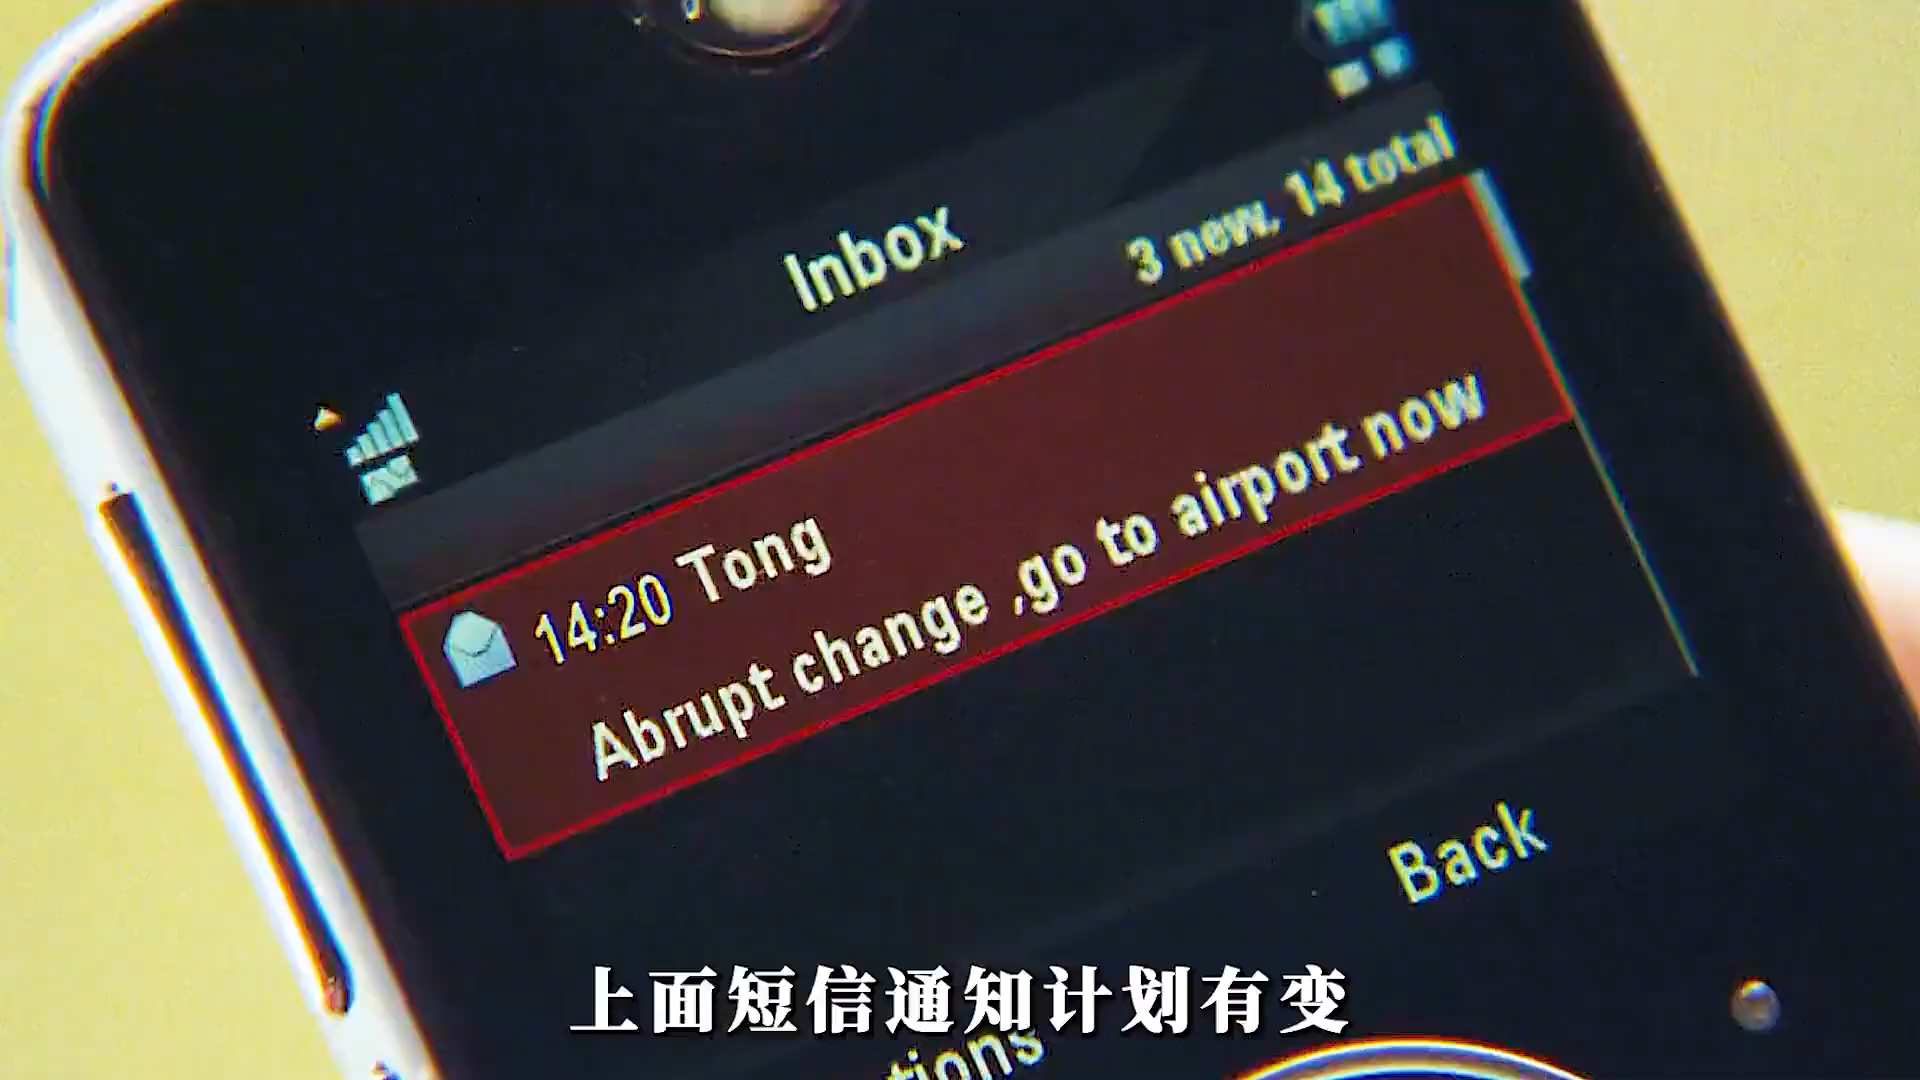 Inbox
3 new, 14 total
14:20 Tong
Abrupt change ,go to airport now
Back
上面短信通知计划有变
tions